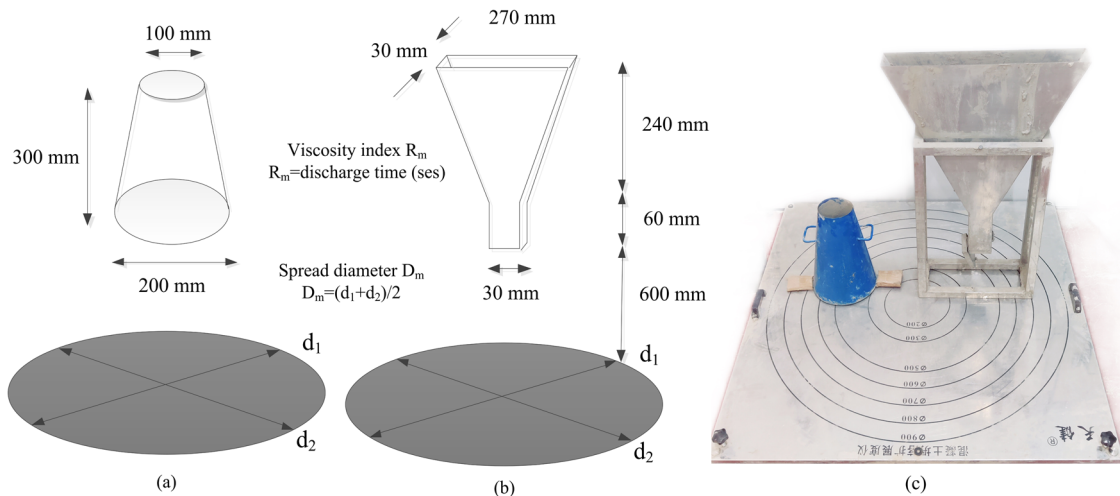 100 mm
300 mm
200 mm
d₁
d₂
(a)
270 mm
30 mm
240 mm
Viscosity index Rₘ
Rₘ=discharge time (ses)
60 mm
Spread diameter Dₘ
Dₘ=(d₁+d₂)/2
30 mm
600 mm
d₁
d₂
(b)
Ø200
Ø300
Ø500
Ø600
Ø700
Ø800
Ø900
®
(c)